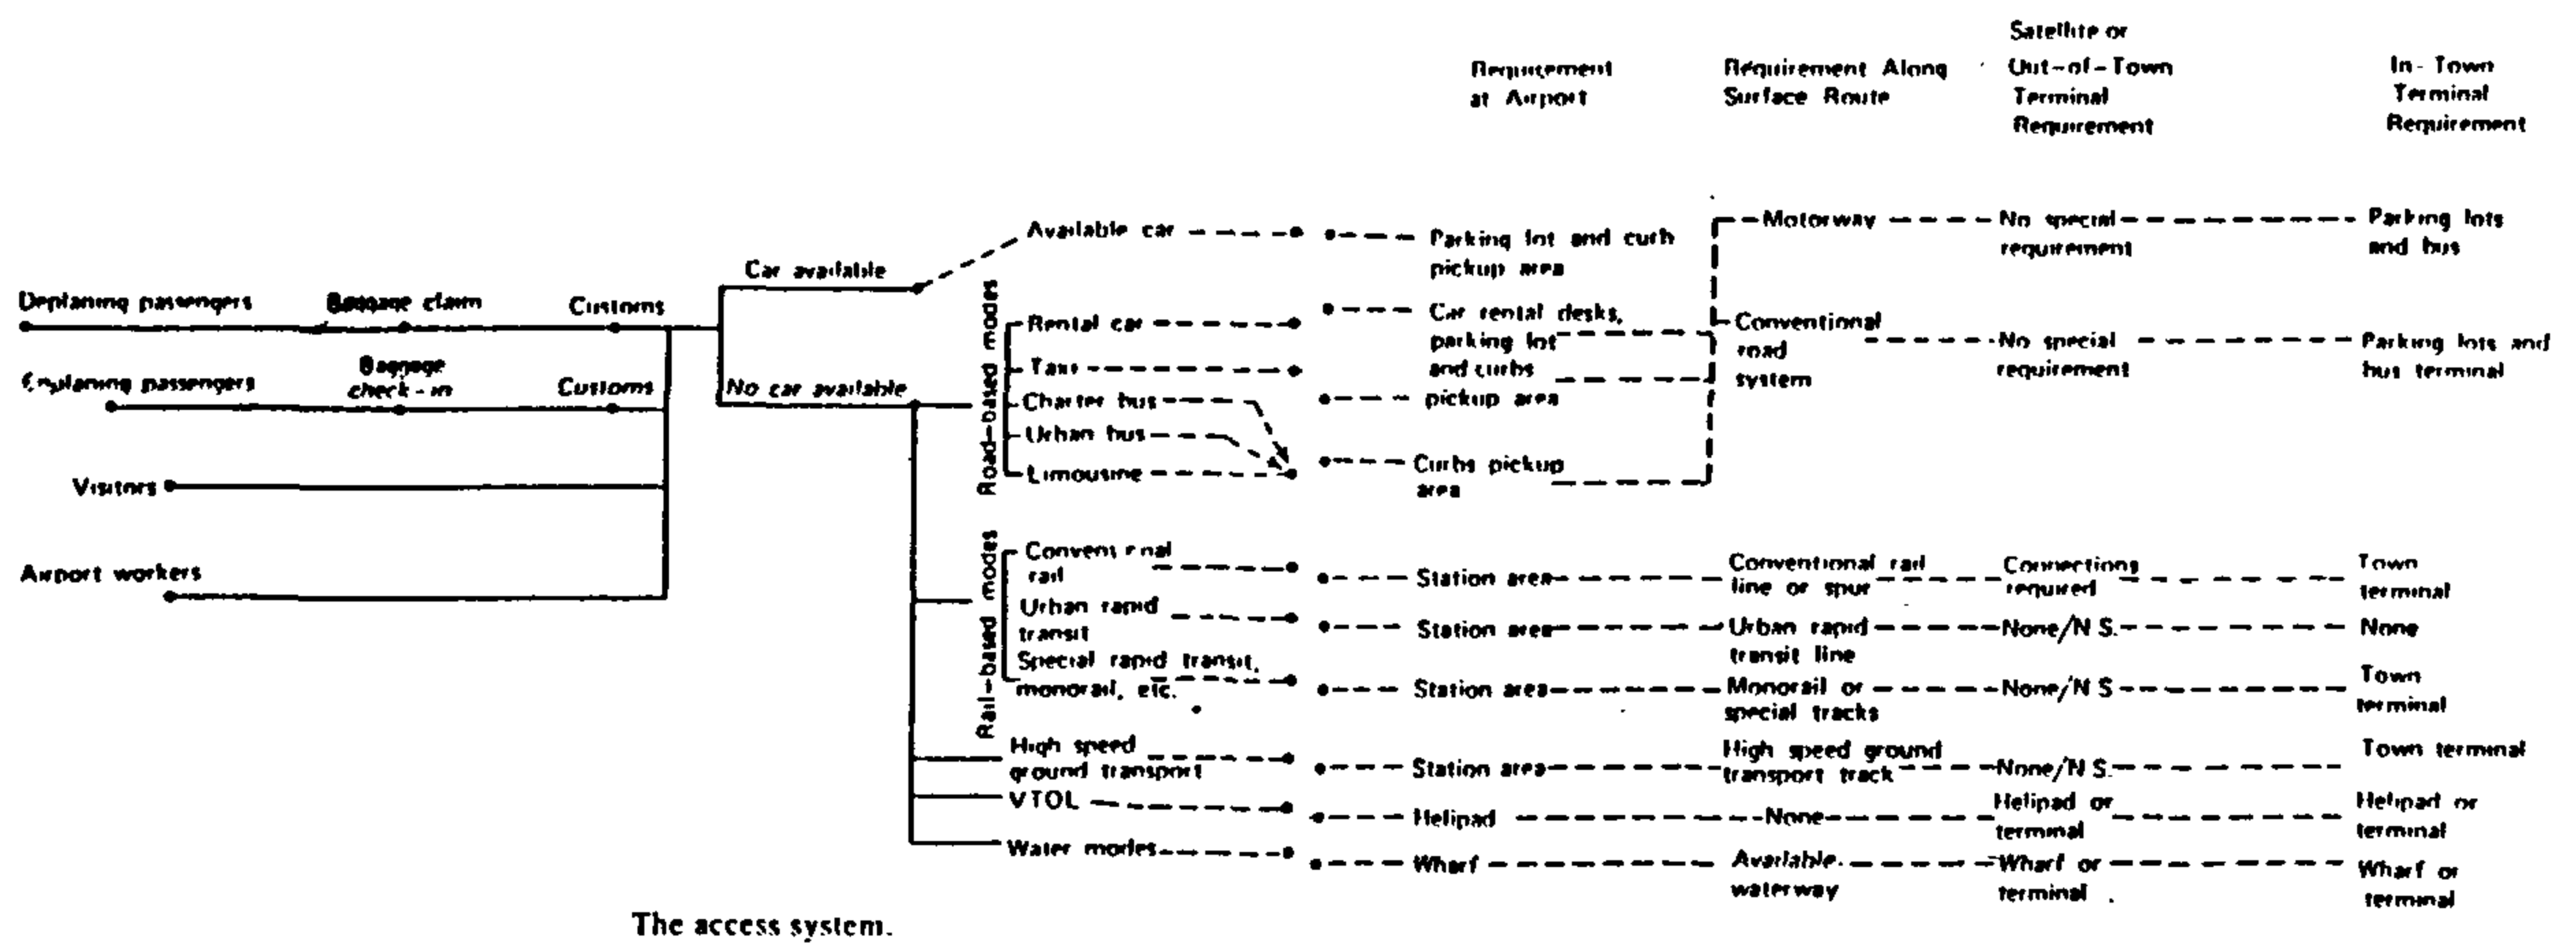 Requirement
at Airport
Requirement Along
Surface Route
Satellite or
Out-of-Town
Terminal
Requirement
In-Town
Terminal
Requirement
Deplaning passengers
Baggage claim
Customs
Enplaning passengers
Baggage
check-in
Customs
Visitors
Airport workers
Car available
No car available
Road-based modes
Rail-based modes
Available car
Rental car
Taxi
Charter bus
Urban bus
Limousine
Conventional
rail
Urban rapid
transit
Special rapid transit,
monorail, etc.
High speed
ground transport
VTOL
Water modes
Parking lot and curb
pickup area
Car rental desks,
parking lot
and curbs
pickup area
Curbs pickup
area
Station area
Station area
Station area
Station area
Helipad
Wharf
Motorway
Conventional
road
system
Conventional rail
line or spur
Urban rapid
transit line
Monorail or
special tracks
High speed ground
transport track
None
Available
waterway
No special
requirement
No special
requirement
Connections
required
None/N.S.
None/N.S
None/N.S.
Helipad or
terminal
Wharf or
terminal
Parking lots
and bus
Parking lots and
bus terminal
Town
terminal
None
Town
terminal
Town terminal
Helipad or
terminal
Wharf or
terminal
The access system.